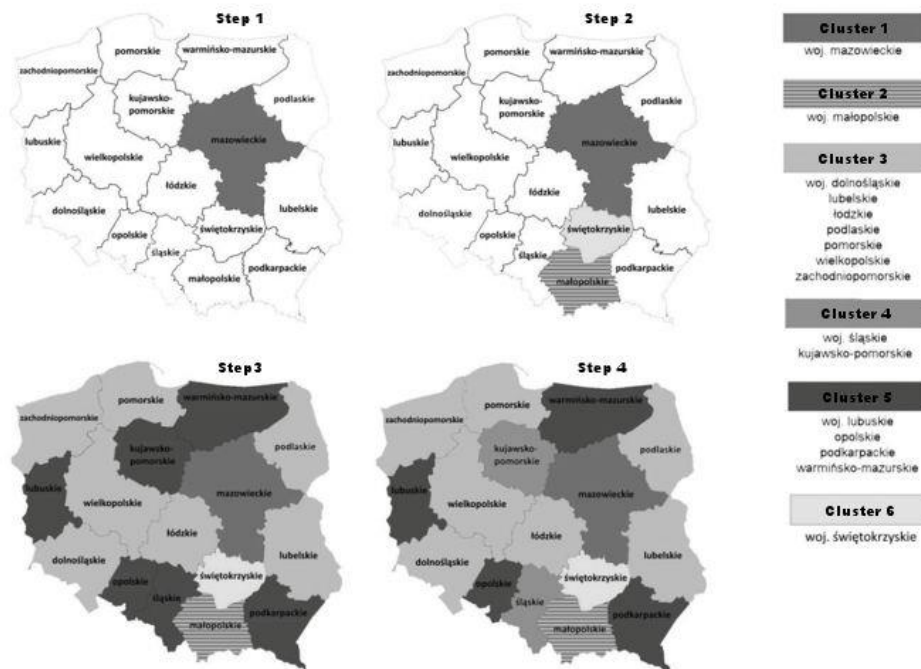 Step 1
pomorskie
warmińsko-mazurskie
zachodniopomorskie
podlaskie
kujawsko-
pomorskie
mazowieckie
lubuskie
wielkopolskie
łódzkie
lubelskie
dolnośląskie
opolskie
świętokrzyskie
śląskie
podkarpackie
małopolskie
Step 2
pomorskie
warmińsko-mazurskie
zachodniopomorskie
podlaskie
kujawsko-
pomorskie
mazowieckie
lubuskie
wielkopolskie
łódzkie
lubelskie
dolnośląskie
opolskie
świętokrzyskie
śląskie
podkarpackie
małopolskie
Step3
pomorskie
warmińsko-mazurskie
zachodniopomorskie
podlaskie
kujawsko-
pomorskie
mazowieckie
lubuskie
wielkopolskie
łódzkie
lubelskie
dolnośląskie
opolskie
świętokrzyskie
śląskie
podkarpackie
małopolskie
Step 4
pomorskie
warmińsko-mazurskie
zachodniopomorskie
podlaskie
kujawsko-
pomorskie
mazowieckie
lubuskie
wielkopolskie
łódzkie
lubelskie
dolnośląskie
opolskie
świętokrzyskie
śląskie
podkarpackie
małopolskie
Cluster 1
woj. mazowieckie
Cluster 2
woj. małopolskie
Cluster 3
woj. dolnośląskie
lubelskie
łódzkie
podlaskie
pomorskie
wielkopolskie
zachodniopomorskie
Cluster 4
woj. śląskie
kujawsko-pomorskie
Cluster 5
woj. lubuskie
opolskie
podkarpackie
warmińsko-mazurskie
Cluster 6
woj. świętokrzyskie